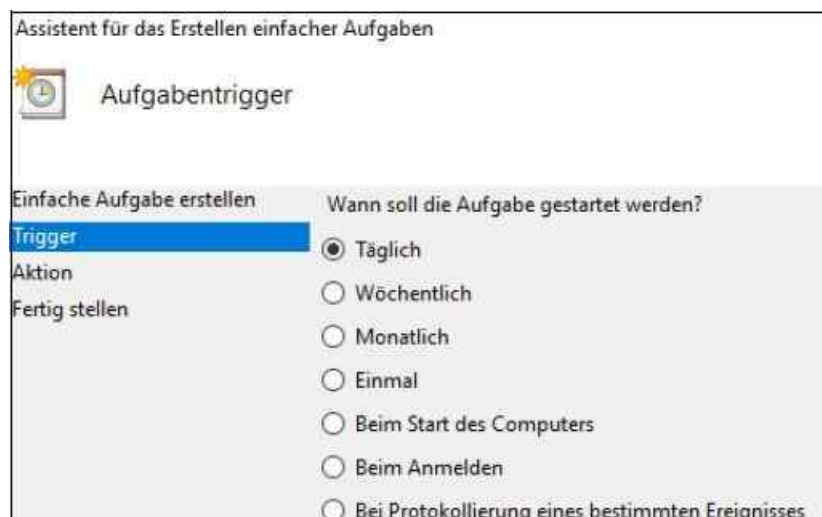 Assistent für das Erstellen einfacher Aufgaben
Aufgabentrigger
Einfache Aufgabe erstellen
Trigger
Aktion
Fertig stellen
Wann soll die Aufgabe gestartet werden?
Täglich
Wöchentlich
Monatlich
Einmal
Beim Start des Computers
Beim Anmelden
Bei Protokollierung eines bestimmten Ereignisses